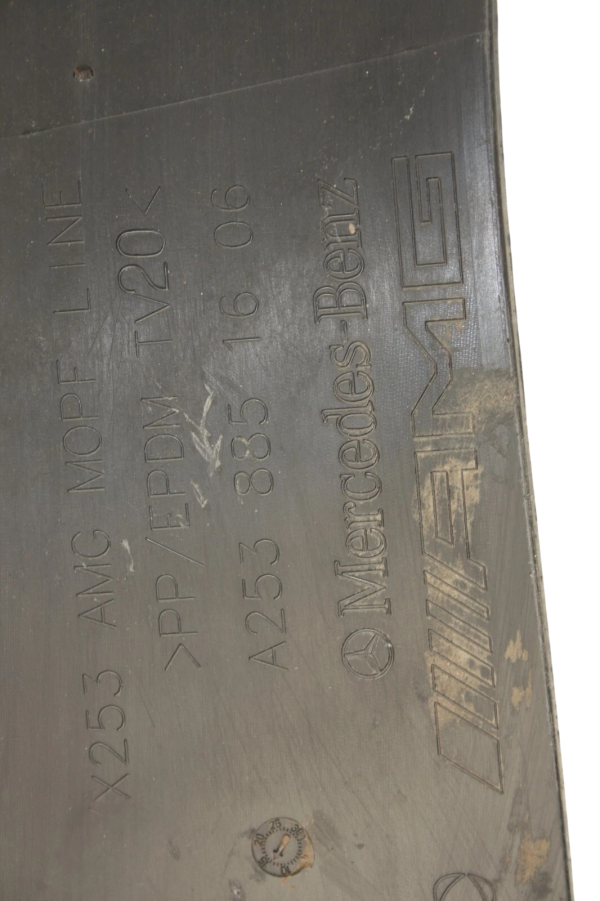 X253 AMG MOPF LINE
>PP/EPDM TV20<
A253 885 16 06
Mercedes-Benz
AMG